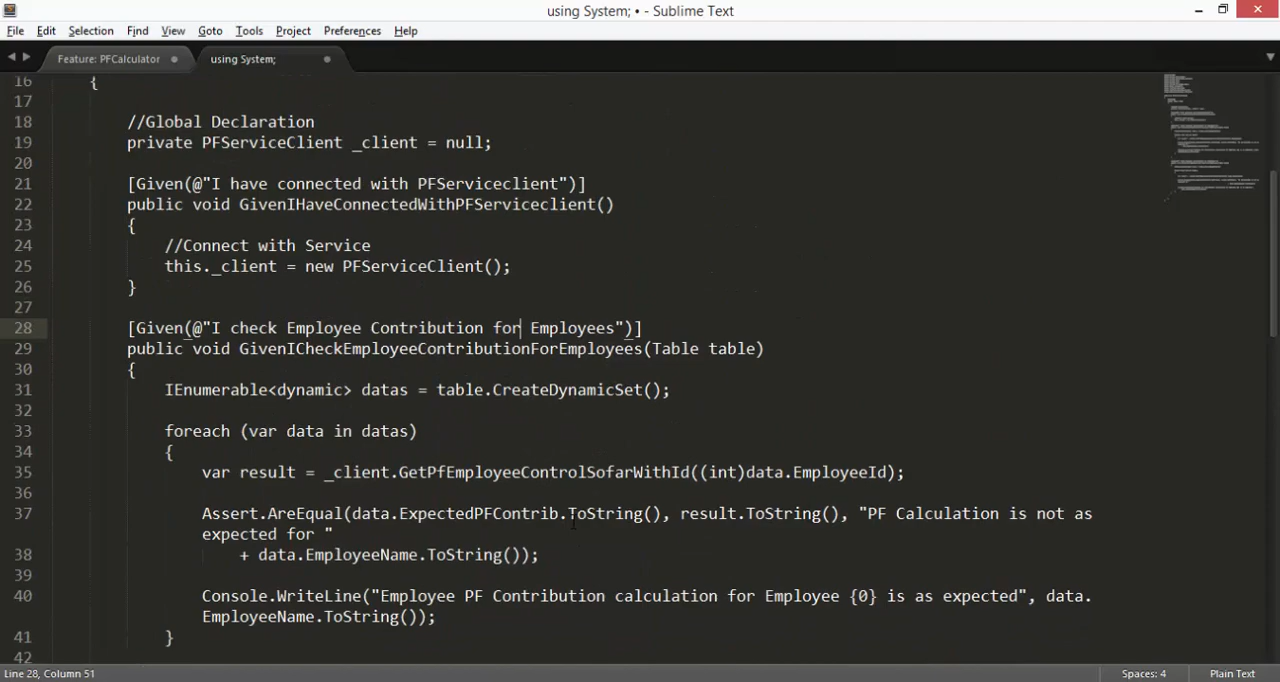 using System; • - Sublime Text
File Edit Selection Find View Goto Tools Project Preferences Help
Feature: PFCalculator
using System;
16 {
17
18 //Global Declaration
19 private PFServiceClient _client = null;
20
21 [Given(@"I have connected with PFServiceclient")]
22 public void GivenIHaveConnectedWithPFServiceclient()
23 {
24 //Connect with Service
25 this._client = new PFServiceClient();
26 }
27
28 [Given(@"I check Employee Contribution for Employees")]
29 public void GivenICheckEmployeeContributionForEmployees(Table table)
30 {
31 IEnumerable<dynamic> datas = table.CreateDynamicSet();
32
33 foreach (var data in datas)
34 {
35 var result = _client.GetPfEmployeeControlSofarWithId((int)data.EmployeeId);
36
37 Assert.AreEqual(data.ExpectedPFContrib.ToString(), result.ToString(), "PF Calculation is not as
expected for "
38 + data.EmployeeName.ToString());
39
40 Console.WriteLine("Employee PF Contribution calculation for Employee {0} is as expected", data.
EmployeeName.ToString());
41 }
42
Line 28, Column 51
Spaces: 4
Plain Text